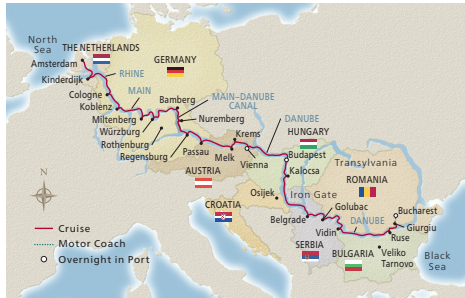 North
Sea
THE NETHERLANDS
Amsterdam
Kinderdijk
GERMANY
RHINE
Cologne
MAIN
Koblenz
Bamberg
MAIN–DANUBE
CANAL
Miltenberg
Würzburg
Nuremberg
Rothenburg
Regensburg
Krems
DANUBE
Passau
Melk
HUNGARY
Vienna
Budapest
AUSTRIA
Kalocsa
Transylvania
ROMANIA
Osijek
Iron Gate
CROATIA
Golubac
Bucharest
Belgrade
DANUBE
Giurgiu
Vidin
Ruse
SERBIA
BULGARIA
Veliko
Tarnovo
Black
Sea
N
Cruise
Motor Coach
Overnight in Port